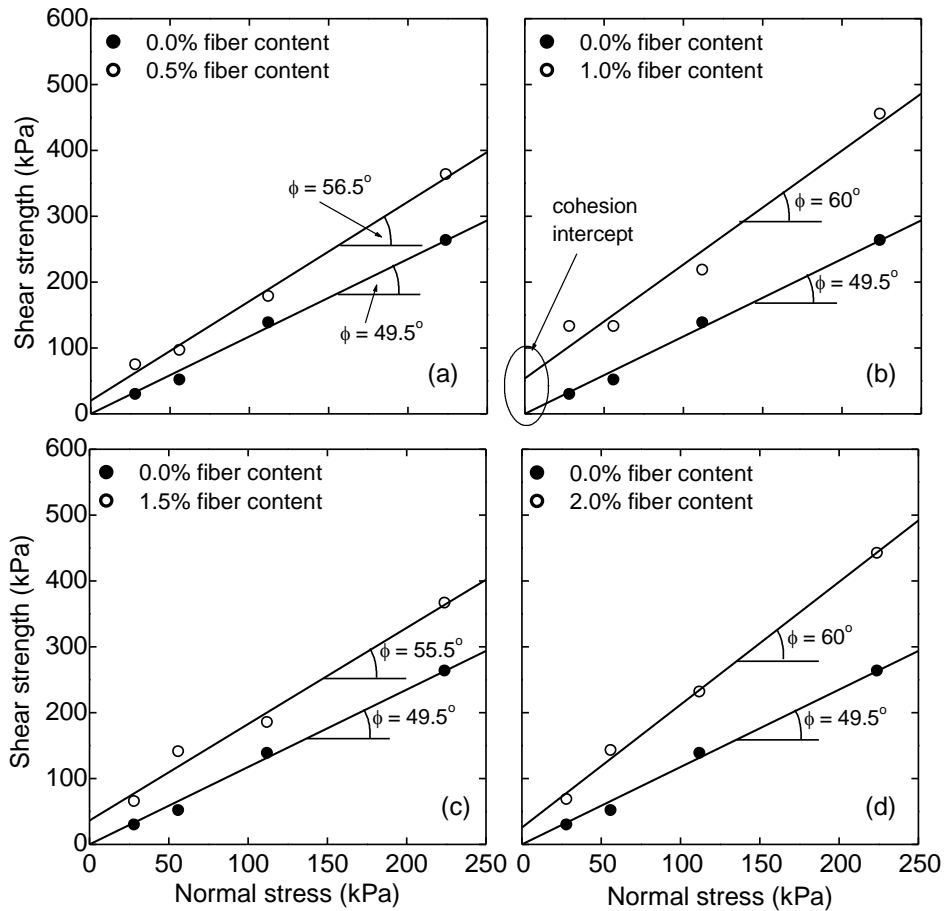 600
500
400
300
200
100
0
Shear strength (kPa)
0.0% fiber content
0.5% fiber content
ϕ = 56.5°
ϕ = 49.5°
(a)
0.0% fiber content
1.0% fiber content
cohesion
intercept
ϕ = 60°
ϕ = 49.5°
(b)
600
500
400
300
200
100
0
Shear strength (kPa)
0.0% fiber content
1.5% fiber content
ϕ = 55.5°
ϕ = 49.5°
(c)
0 50 100 150 200 250
Normal stress (kPa)
0.0% fiber content
2.0% fiber content
ϕ = 60°
ϕ = 49.5°
(d)
0 50 100 150 200 250
Normal stress (kPa)